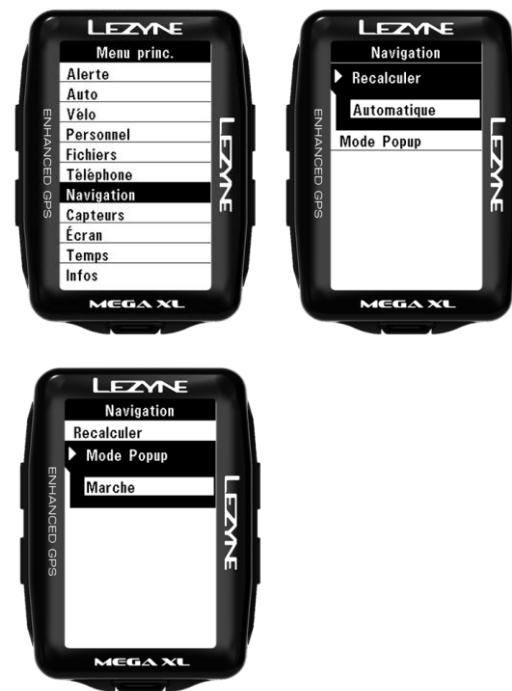 LEZYNE
Menu princ.
Alerte
Auto
Vélo
Personnel
Fichiers
Téléphone
Navigation
Capteurs
Écran
Temps
Infos
ENHANCED GPS
LEZYNE
MEGA XL
LEZYNE
Navigation
Recalculer
Automatique
Mode Popup
ENHANCED GPS
LEZYNE
MEGA XL
LEZYNE
Navigation
Recalculer
Mode Popup
Marche
ENHANCED GPS
LEZYNE
MEGA XL